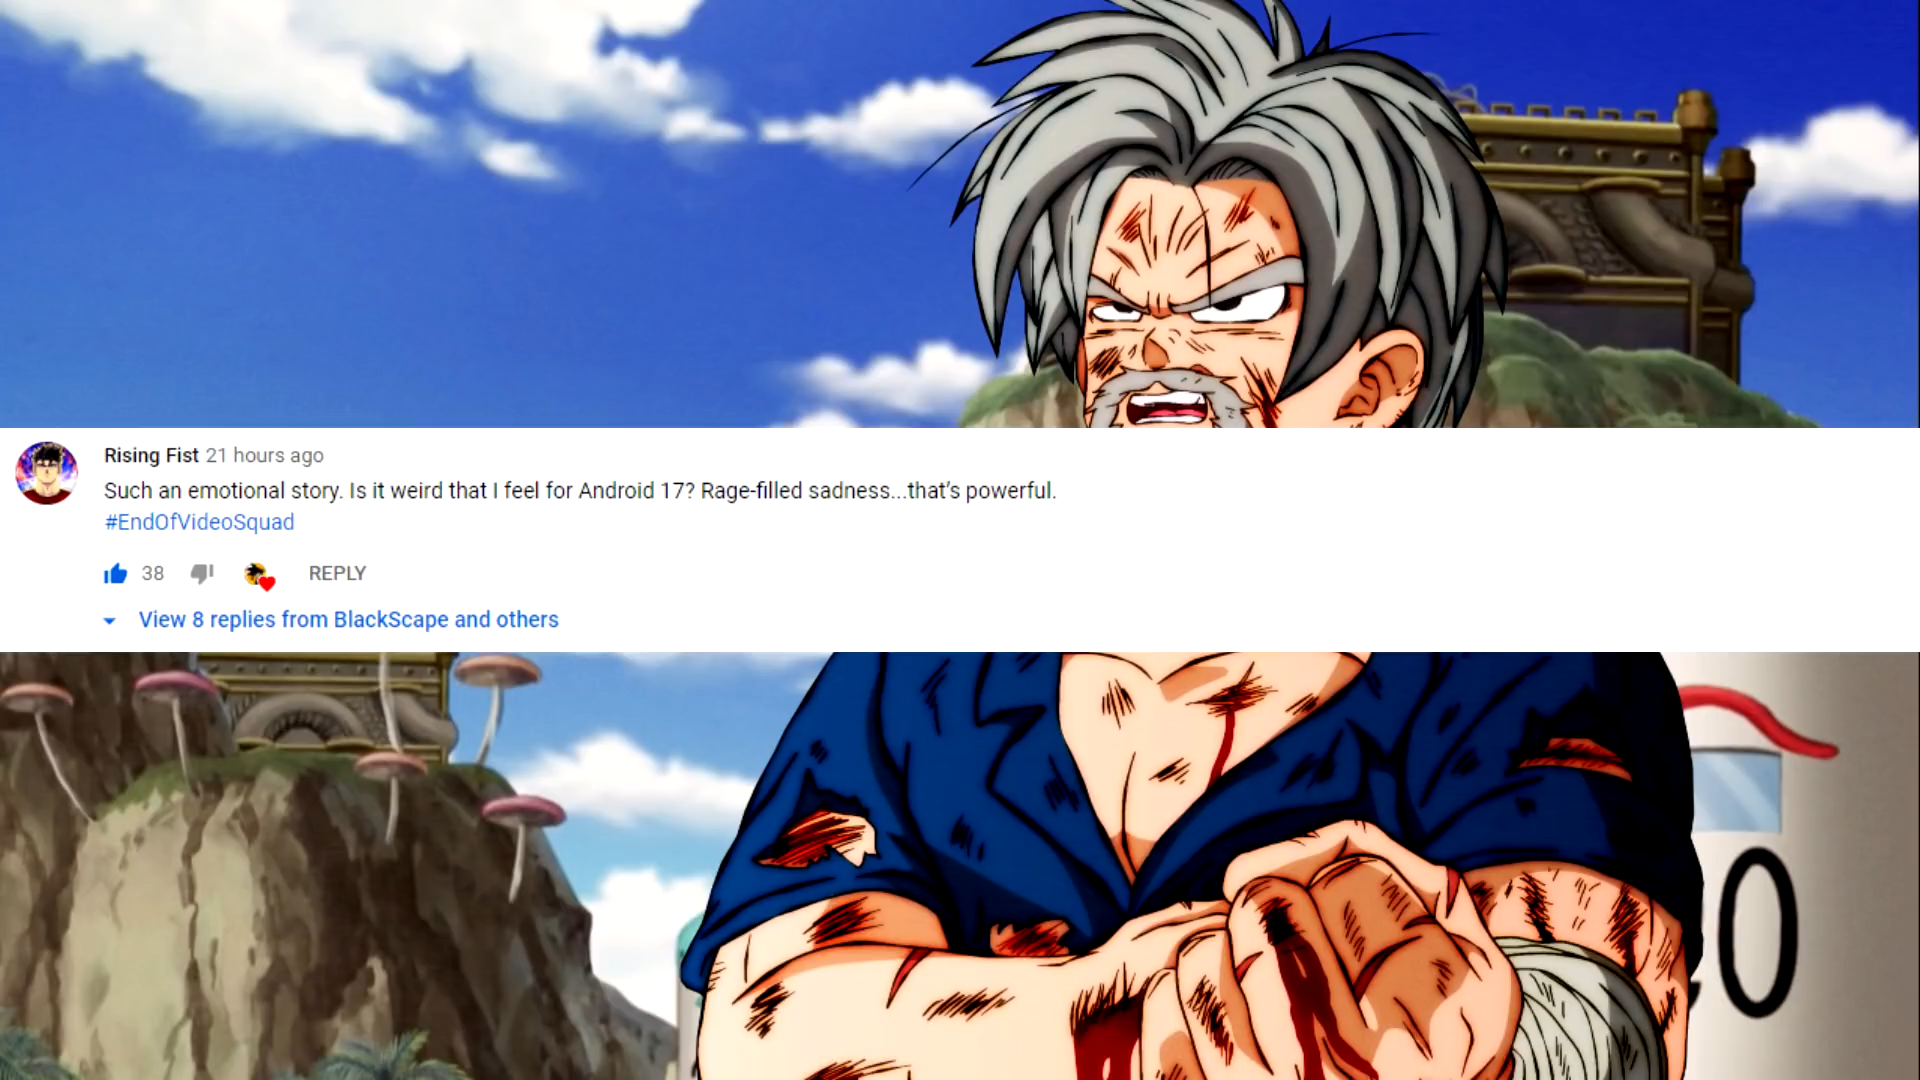 Rising Fist 21 hours ago
Such an emotional story. Is it weird that I feel for Android 17? Rage-filled sadness...that's powerful.
#EndOfVideoSquad
38 REPLY
View 8 replies from BlackScape and others
0